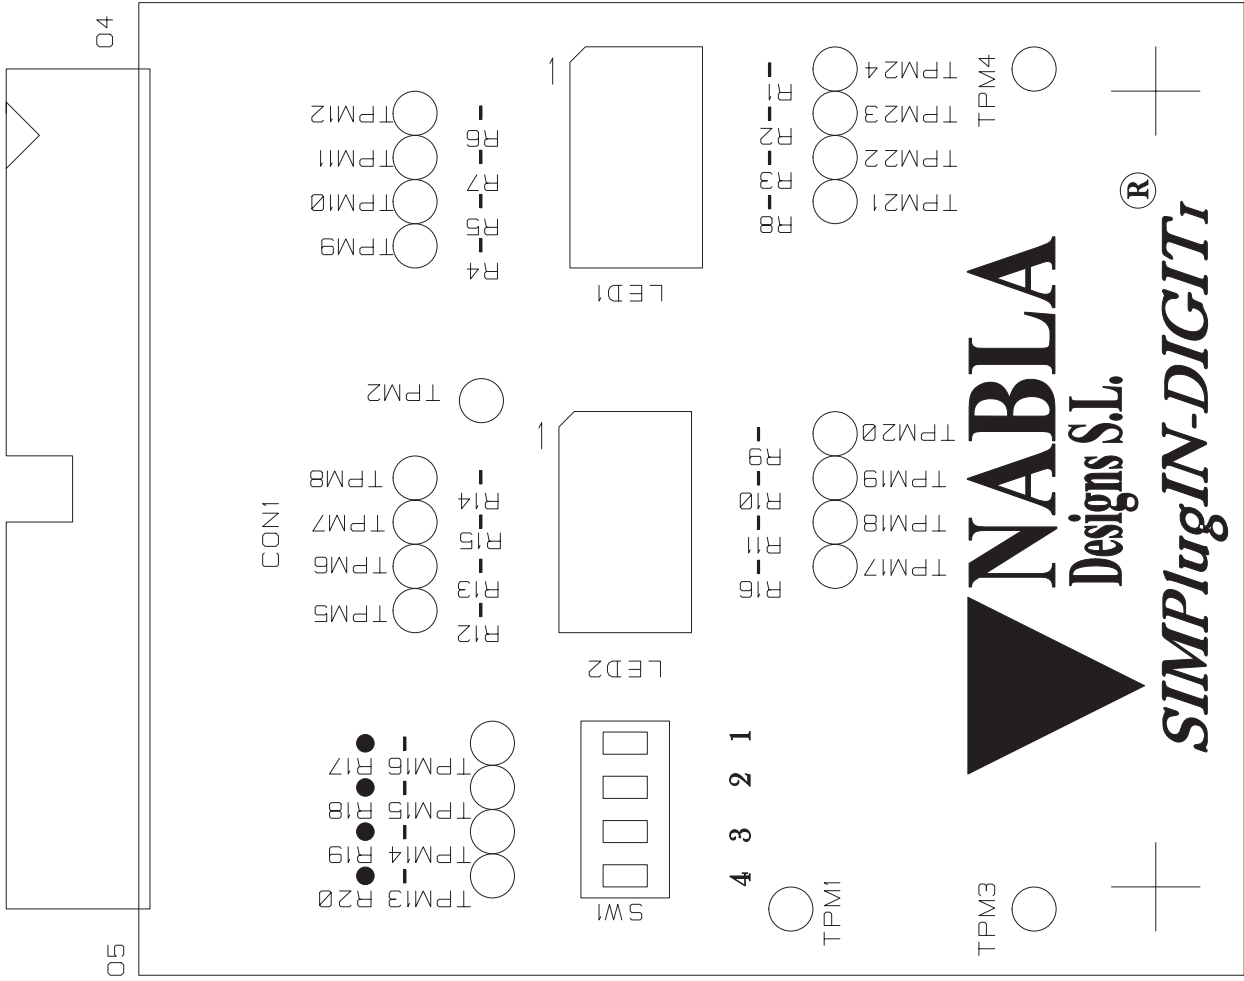 04
TPM12
TPM11
TPM10
TPM9
R6
R7
R5
R4
1
LED1
R1
R2
R3
R8
TPM24
TPM23
TPM22
TPM21
TPM4
CON1
TPM2
TPM8
TPM7
TPM6
TPM5
R14
R15
R13
R12
1
LED2
R9
R10
R11
R16
TPM20
TPM19
TPM18
TPM17
NABLA
Designs S.L.
SIMPlugIN-DIGIT1
®
R17 TPM16
R18 TPM15
R19 TPM14
R20 TPM13
SW1
1
2
3
4
TPM1
TPM3
05